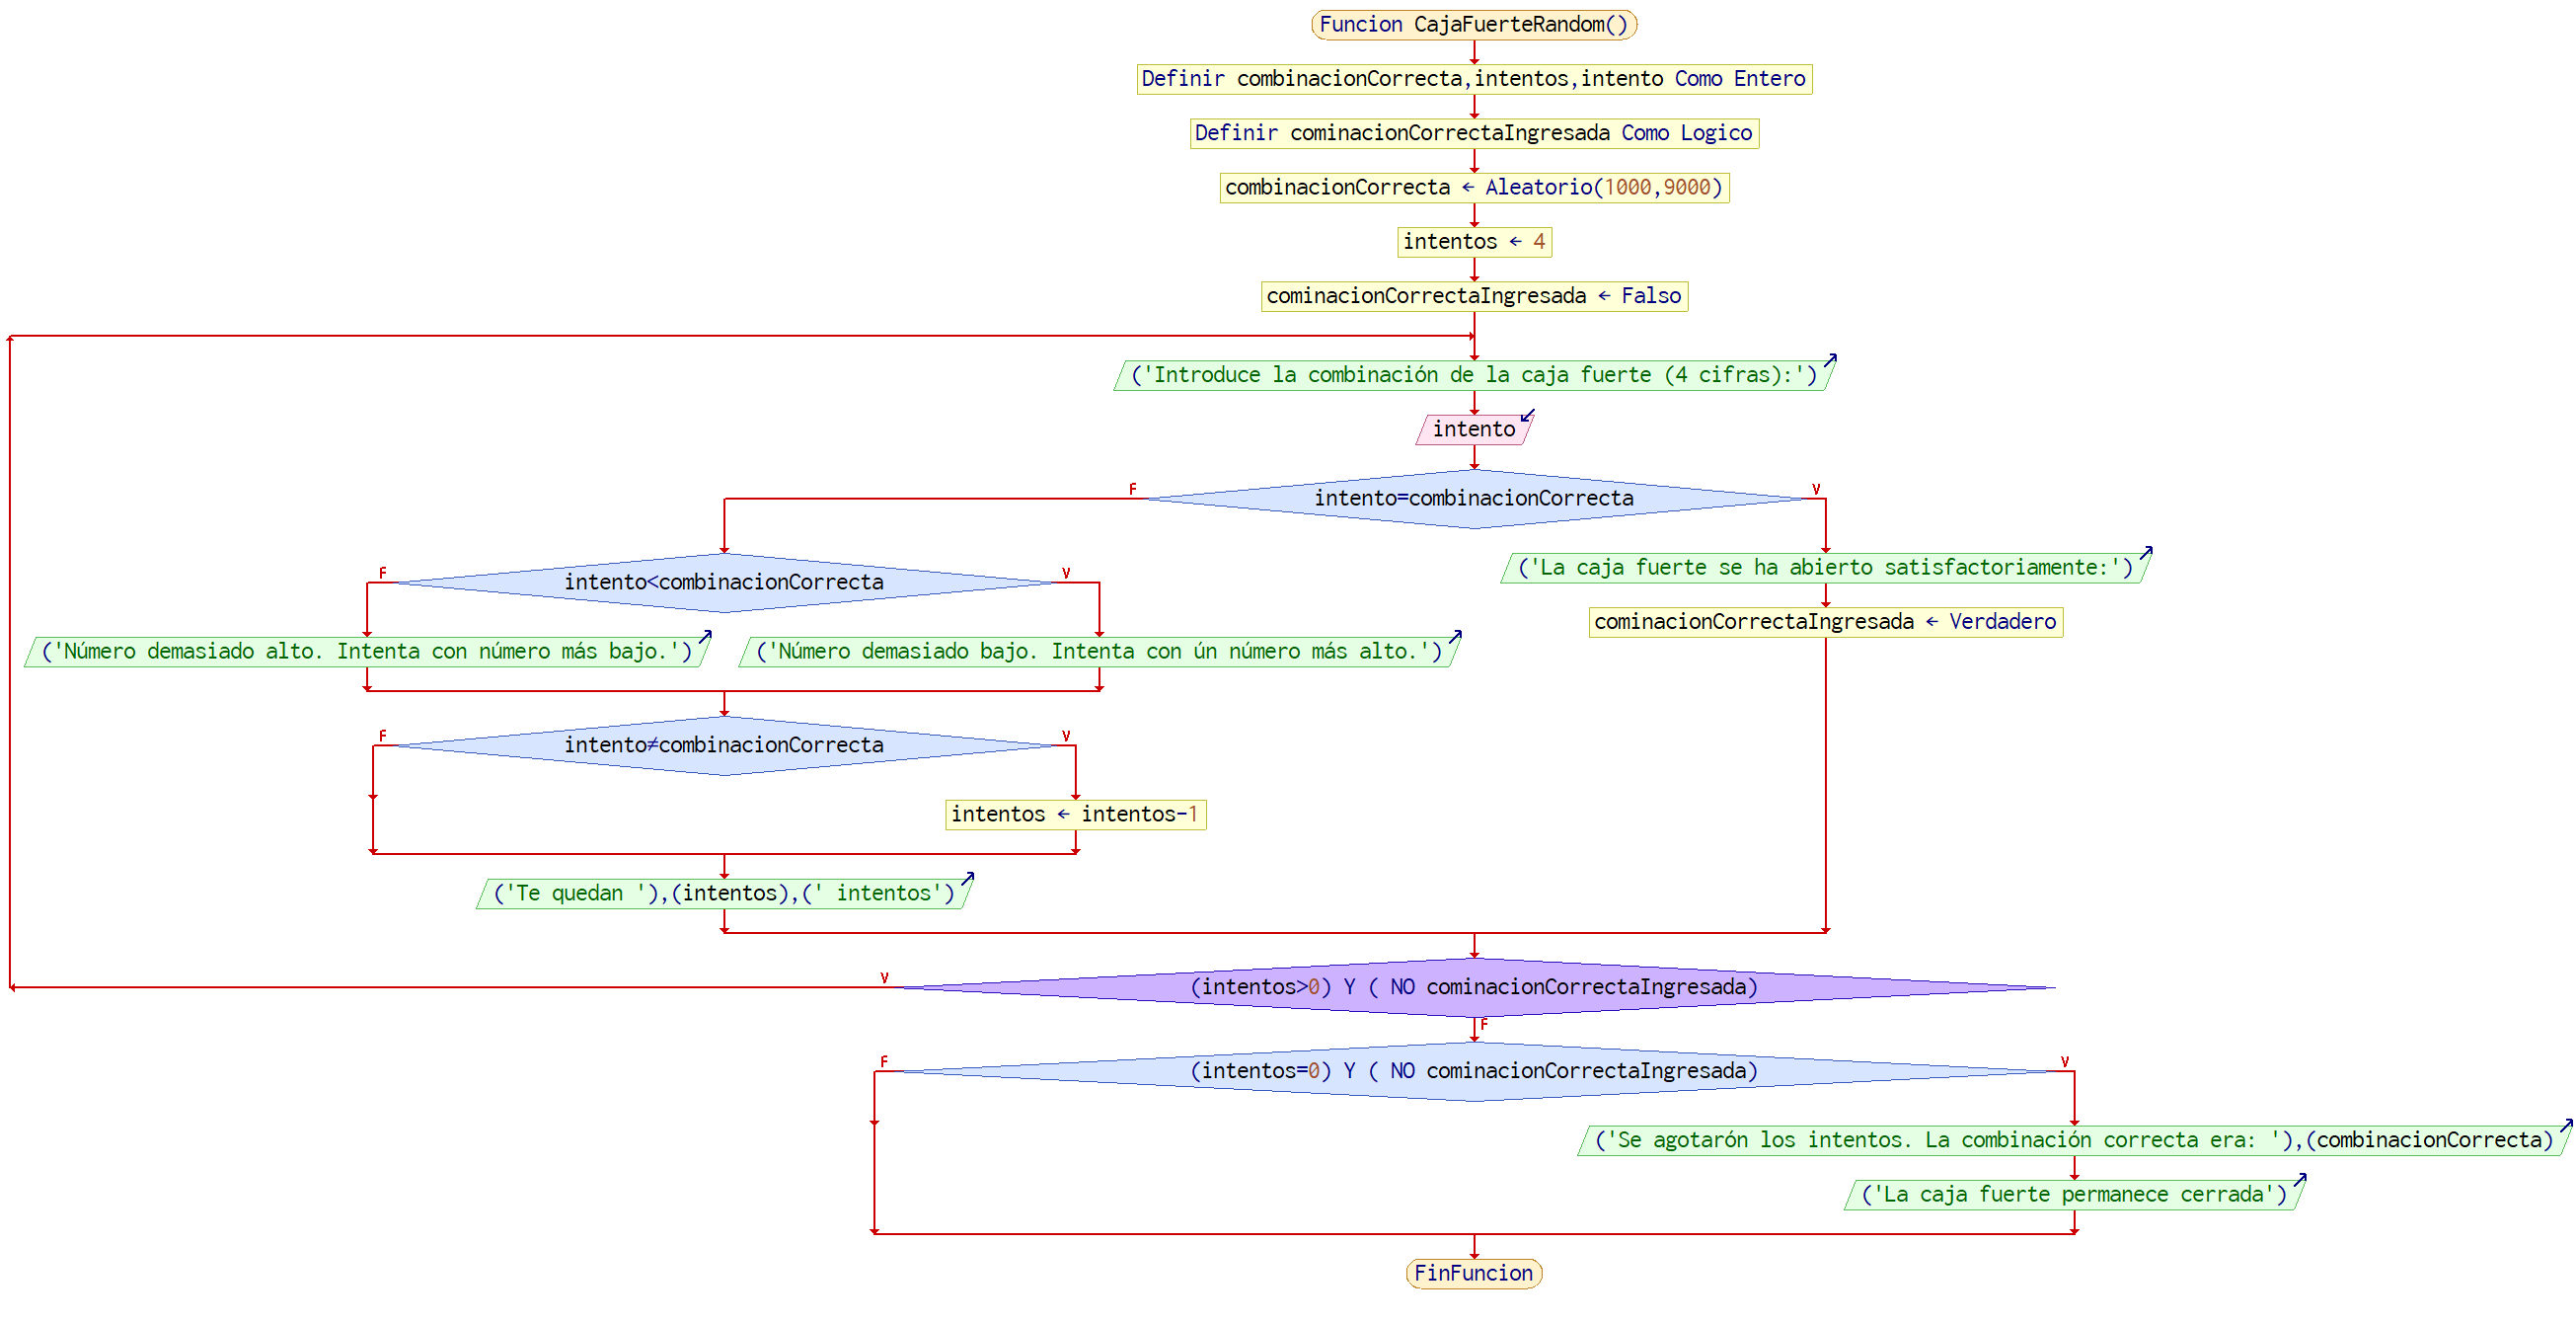 Funcion CajaFuerteRandom()
Definir combinacionCorrecta,intentos,intento Como Entero
Definir cominacionCorrectaIngresada Como Logico
combinacionCorrecta ← Aleatorio(1000,9000)
intentos ← 4
cominacionCorrectaIngresada ← Falso
('Introduce la combinación de la caja fuerte (4 cifras):')
intento
F
intento=combinacionCorrecta
V
F
intento<combinacionCorrecta
V
('La caja fuerte se ha abierto satisfactoriamente:')
cominacionCorrectaIngresada ← Verdadero
('Número demasiado alto. Intenta con número más bajo.')
('Número demasiado bajo. Intenta con ún número más alto.')
F
intento≠combinacionCorrecta
V
intentos ← intentos-1
('Te quedan '),(intentos),(' intentos')
V
(intentos>0) Y ( NO cominacionCorrectaIngresada)
F
F
(intentos=0) Y ( NO cominacionCorrectaIngresada)
V
('Se agotarón los intentos. La combinación correcta era: '),(combinacionCorrecta)
('La caja fuerte permanece cerrada')
FinFuncion